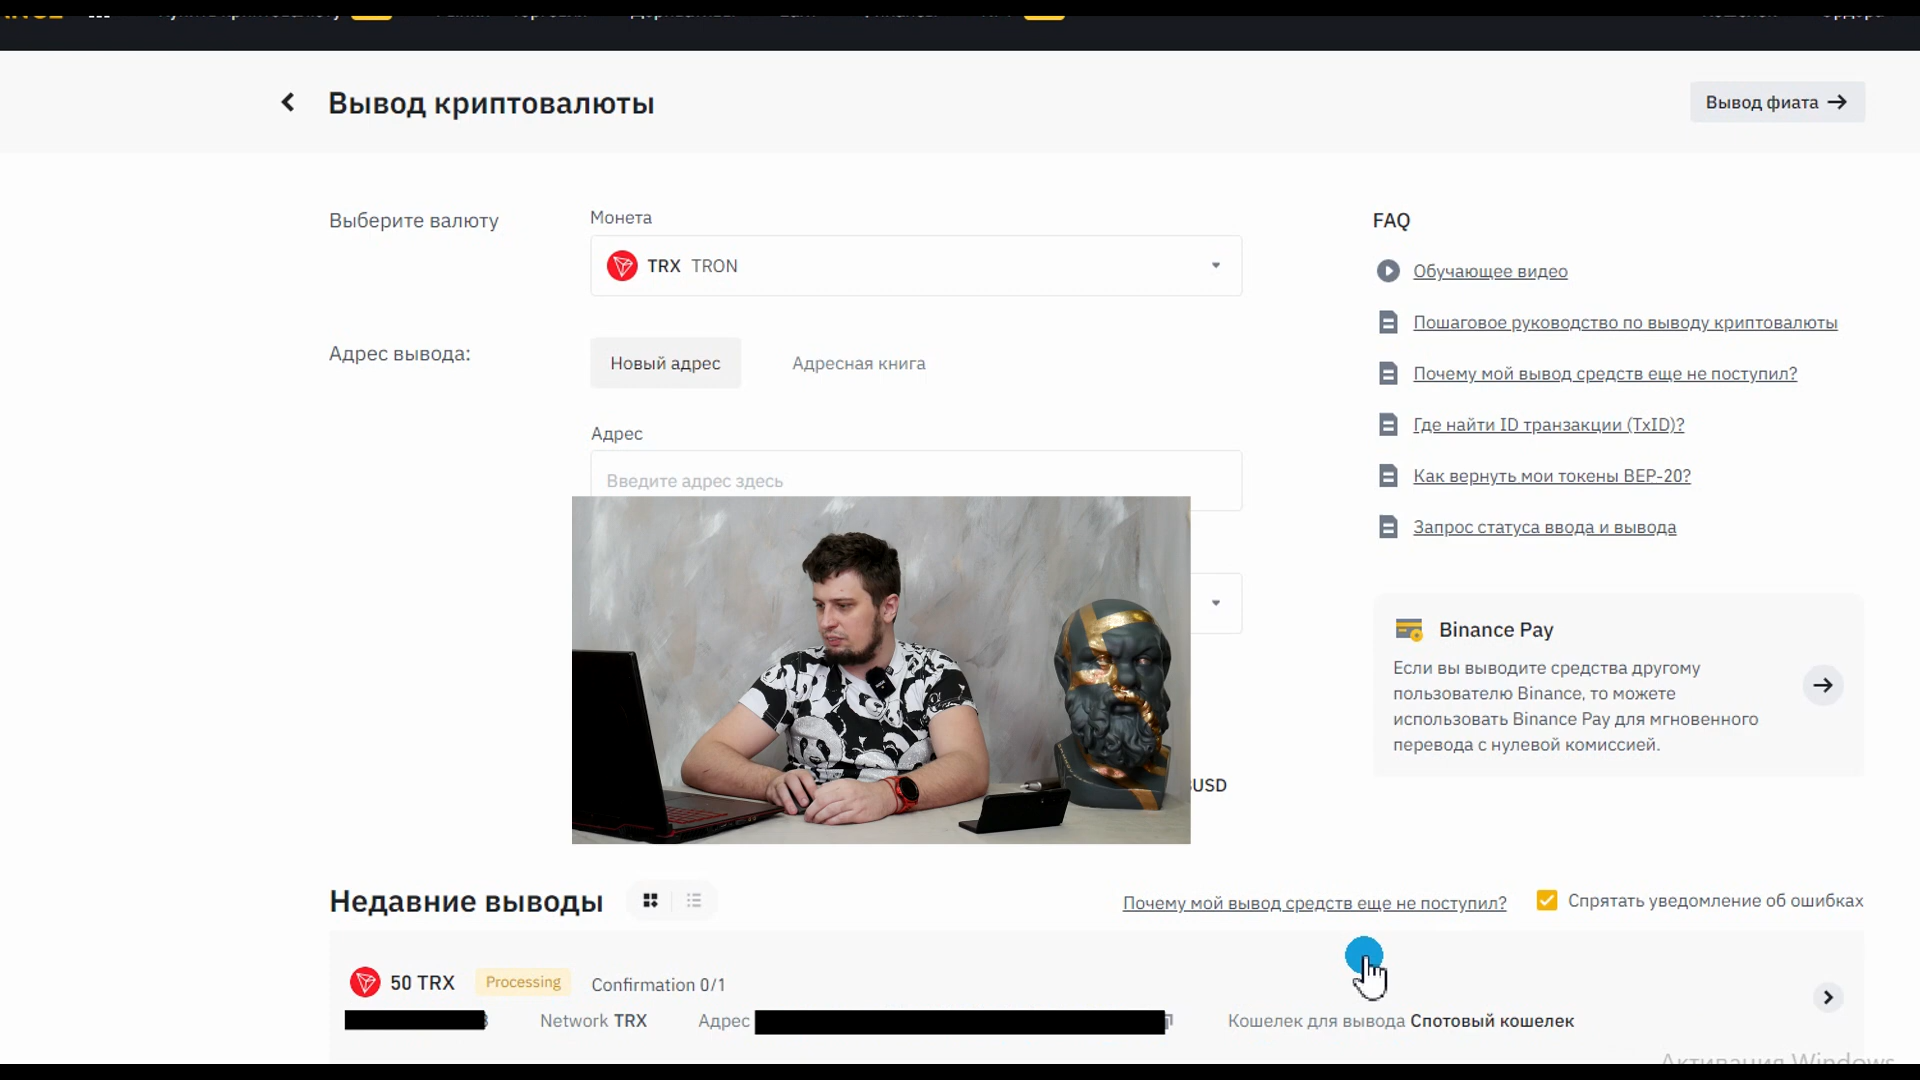 Вывод криптовалюты
Вывод фиата
Выберите валюту
Монета
TRX TRON
FAQ
Обучающее видео
Пошаговое руководство по выводу криптовалюты
Почему мой вывод средств еще не поступил?
Где найти ID транзакции (TxID)?
Как вернуть мои токены BEP-20?
Запрос статуса ввода и вывода
Адрес вывода:
Новый адрес
Адресная книга
Адрес
Введите адрес здесь
Binance Pay
Если вы выводите средства другому
пользователю Binance, то можете
использовать Binance Pay для мгновенного
перевода с нулевой комиссией.
Недавние выводы
Почему мой вывод средств еще не поступил?
Спрятать уведомление об ошибках
50 TRX Processing Confirmation 0/1
Network TRX Адрес
Кошелек для вывода Спотовый кошелек
Активация Windows